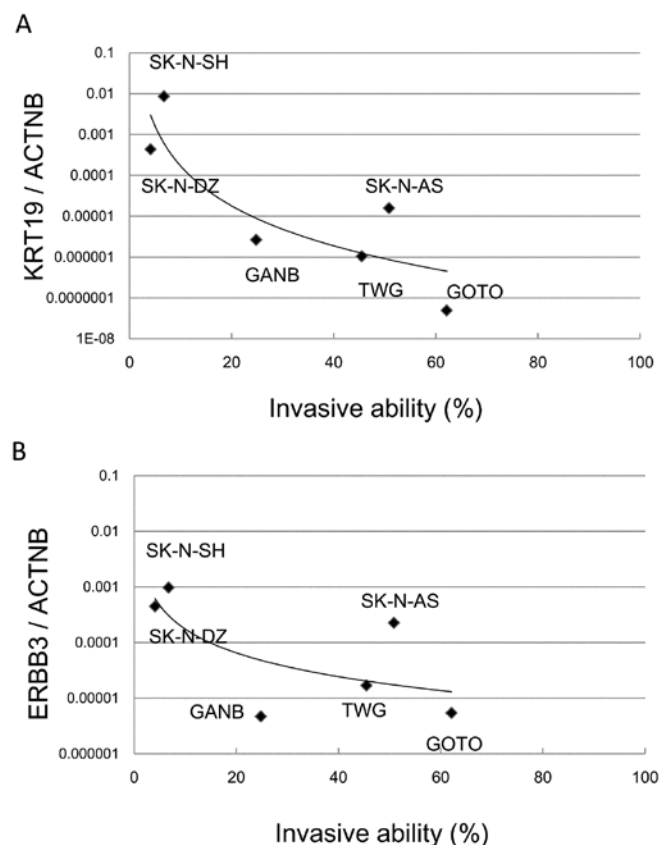 A
SK-N-SH
0.1
0.01
0.001
0.0001
0.00001
0.000001
0.0000001
1E-08
KRT19 / ACTNB
SK-N-DZ
SK-N-AS
GANB
TWG
GOTO
0 20 40 60 80 100
Invasive ability (%)
B
0.1
0.01
0.001
0.0001
0.00001
0.000001
ERBB3 / ACTNB
SK-N-SH
SK-N-AS
SK-N-DZ
GANB
TWG
GOTO
0 20 40 60 80 100
Invasive ability (%)